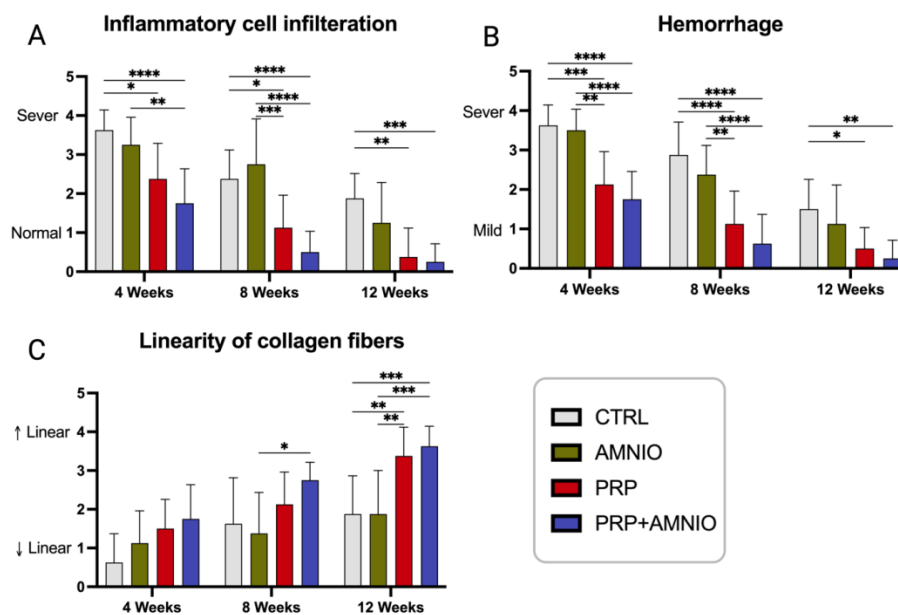 A
Inflammatory cell infilteration
5
4
3
2
1
0
Sever
Normal
****
*
**
****
*
****
***
***
**
4 Weeks
8 Weeks
12 Weeks
B
Hemorrhage
5
4
3
2
1
0
Sever
Mild
****
***
****
**
****
****
****
**
**
*
4 Weeks
8 Weeks
12 Weeks
C
Linearity of collagen fibers
5
4
3
2
1
0
↑ Linear
↓ Linear
*
***
***
**
**
4 Weeks
8 Weeks
12 Weeks
CTRL
AMNIO
PRP
PRP+AMNIO